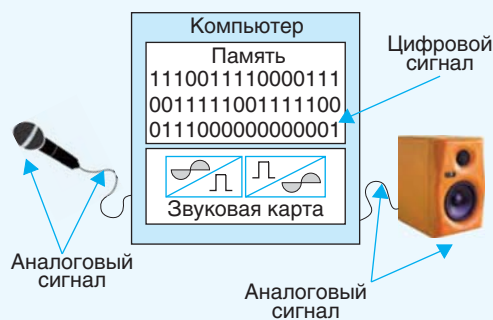 Компьютер
Память
1110011110000111
0011111001111100
0111000000000001
Звуковая карта
Цифровой
сигнал
Аналоговый
сигнал
Аналоговый
сигнал